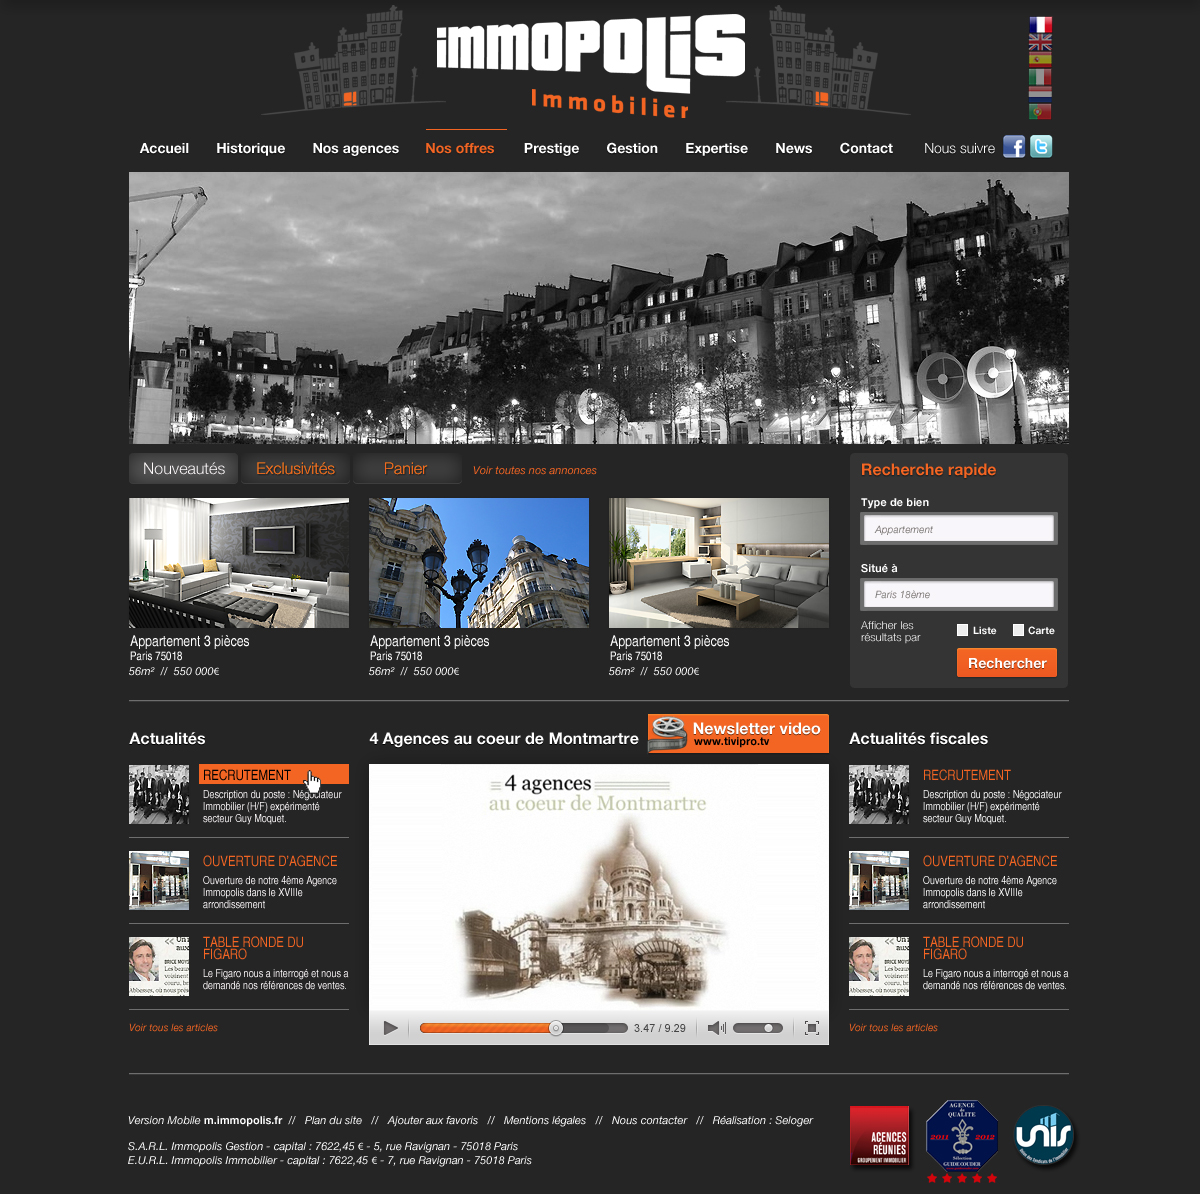 immopolis
Immobilier
Accueil Historique Nos agences Nos offres Prestige Gestion Expertise News Contact Nous suivre
Nouveautés Exclusivités Panier Voir toutes nos annonces
Recherche rapide
Type de bien
Appartement
Situé à
Paris 18ème
Afficher les
résultats par
Liste Carte
Rechercher
Appartement 3 pièces
Paris 75018
56m² // 550 000€
Appartement 3 pièces
Paris 75018
56m² // 550 000€
Appartement 3 pièces
Paris 75018
56m² // 550 000€
Actualités
RECRUTEMENT
Description du poste : Négociateur
Immobilier (H/F) expérimenté
secteur Guy Moquet.
OUVERTURE D'AGENCE
Ouverture de notre 4ème Agence
Immopolis dans le XVIIIe
arrondissement
TABLE RONDE DU
FIGARO
Le Figaro nous a interrogé et nous a
demandé nos références de ventes.
Voir tous les articles
4 Agences au coeur de Montmartre
Newsletter video
www.tivipro.tv
4 agences
au coeur de Montmartre
3.47 / 9.29
Actualités fiscales
RECRUTEMENT
Description du poste : Négociateur
Immobilier (H/F) expérimenté
secteur Guy Moquet.
OUVERTURE D'AGENCE
Ouverture de notre 4ème Agence
Immopolis dans le XVIIIe
arrondissement
TABLE RONDE DU
FIGARO
Le Figaro nous a interrogé et nous a
demandé nos références de ventes.
Voir tous les articles
Version Mobile m.immopolis.fr // Plan du site // Ajouter aux favoris // Mentions légales // Nous contacter // Réalisation : Seloger
S.A.R.L. Immopolis Gestion - capital : 7622,45 € - 5, rue Ravignan - 75018 Paris
E.U.R.L. Immopolis Immobilier - capital : 7622,45 € - 7, rue Ravignan - 75018 Paris
AGENCES
RÉUNIES
GROUPEMENT IMMOBILIER
AGENCE
de
QUALITÉ
2011 2012
Sélection
GUIDE COUDER
unis